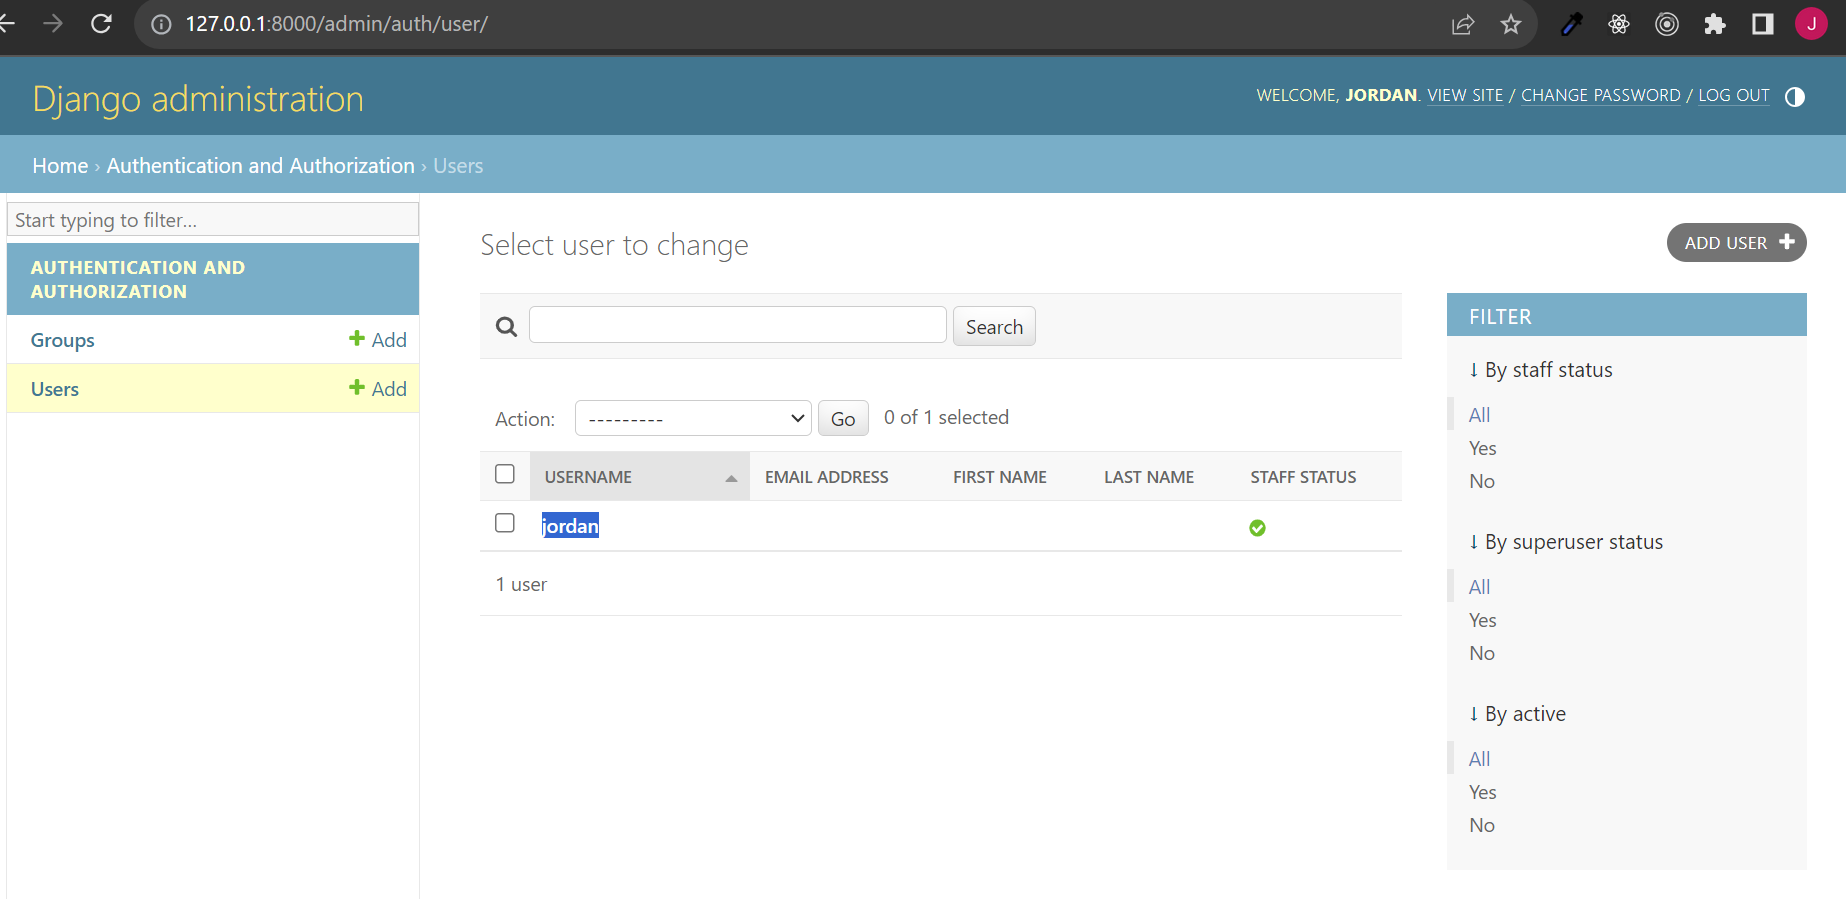 127.0.0.1:8000/admin/auth/user/
J
Django administration
WELCOME, JORDAN. VIEW SITE / CHANGE PASSWORD / LOG OUT
Home › Authentication and Authorization › Users
Start typing to filter...
AUTHENTICATION AND
AUTHORIZATION
Groups + Add
Users + Add
Select user to change
ADD USER +
Search
Action: --------- Go 0 of 1 selected
USERNAME EMAIL ADDRESS FIRST NAME LAST NAME STAFF STATUS
jordan
1 user
FILTER
↓ By staff status
All
Yes
No
↓ By superuser status
All
Yes
No
↓ By active
All
Yes
No